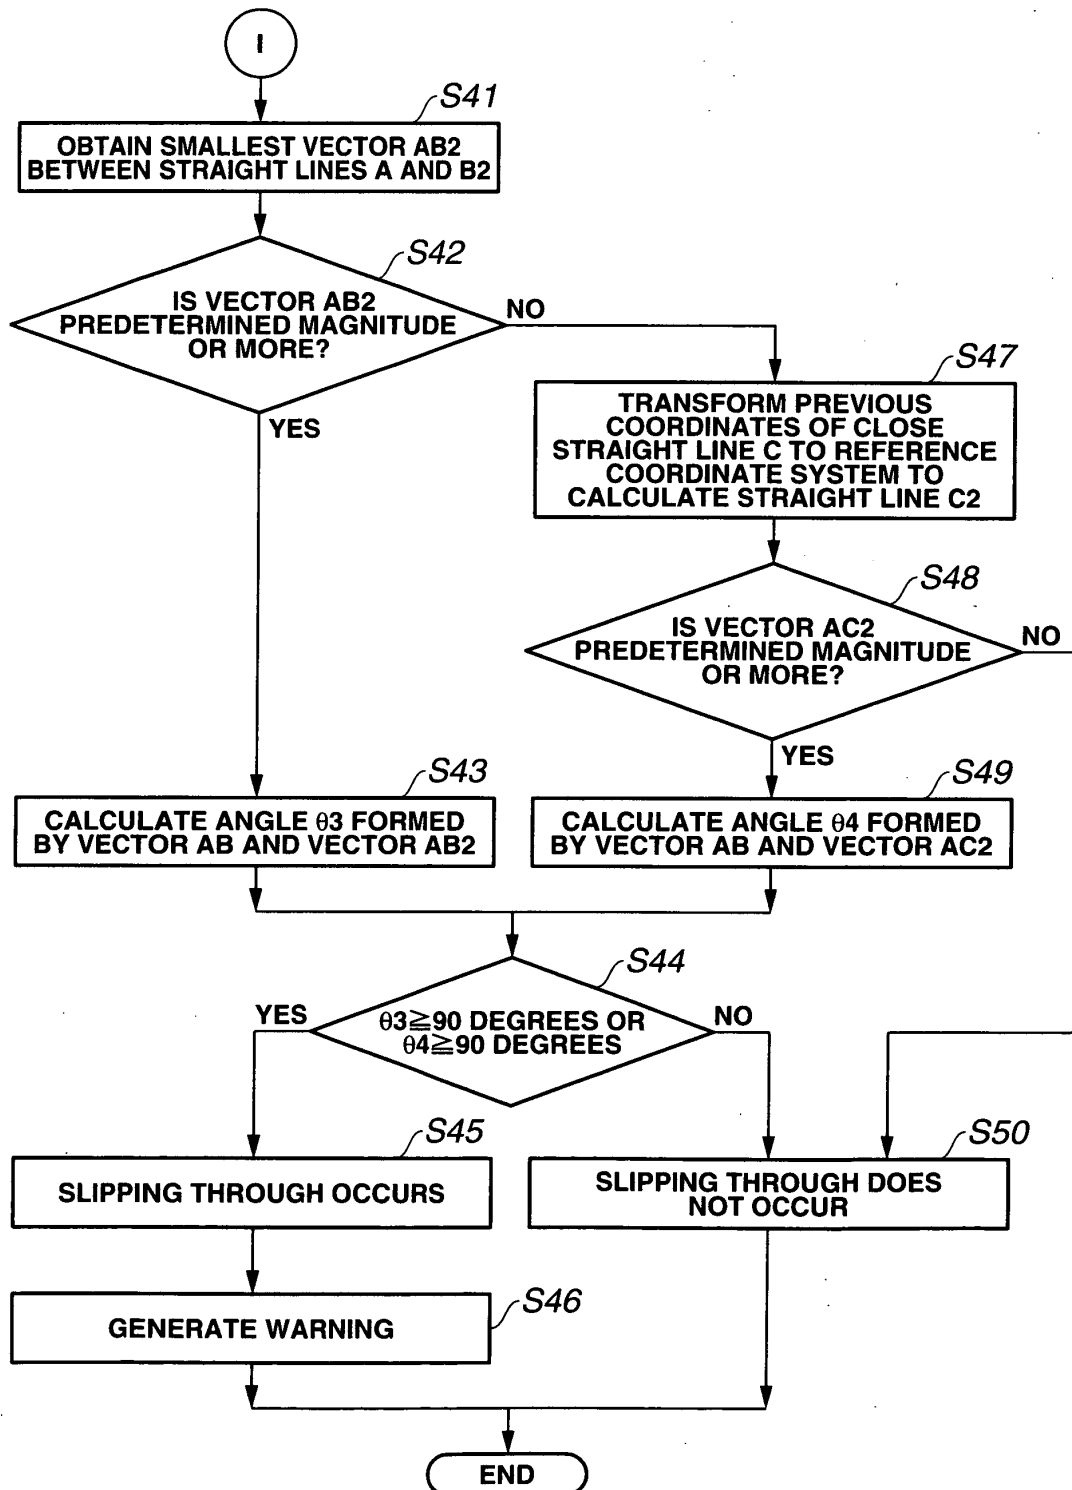 I
S41
OBTAIN SMALLEST VECTOR AB2
BETWEEN STRAIGHT LINES A AND B2
S42
IS VECTOR AB2
PREDETERMINED MAGNITUDE
OR MORE?
NO
YES
S47
TRANSFORM PREVIOUS
COORDINATES OF CLOSE
STRAIGHT LINE C TO REFERENCE
COORDINATE SYSTEM TO
CALCULATE STRAIGHT LINE C2
S48
IS VECTOR AC2
PREDETERMINED MAGNITUDE
OR MORE?
NO
YES
S43
CALCULATE ANGLE θ3 FORMED
BY VECTOR AB AND VECTOR AB2
S49
CALCULATE ANGLE θ4 FORMED
BY VECTOR AB AND VECTOR AC2
S44
θ3≧90 DEGREES OR
θ4≧90 DEGREES
YES
NO
S45
SLIPPING THROUGH OCCURS
S50
SLIPPING THROUGH DOES
NOT OCCUR
S46
GENERATE WARNING
END